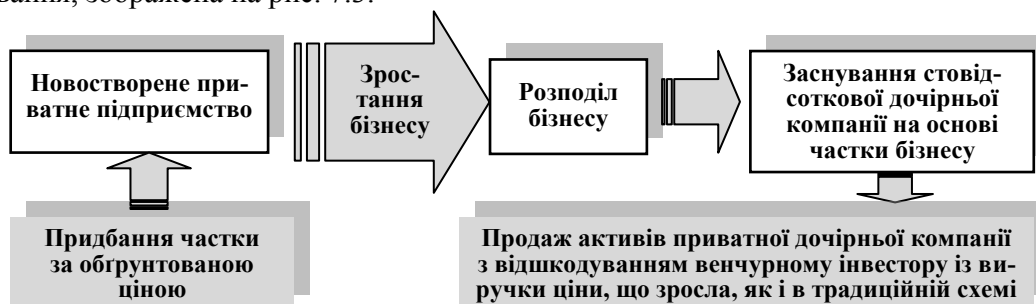 вання, зображена на рис. 7.5.
Новостворене при-
ватне підприємство
Зрос-
тання
бізнесу
Розподіл
бізнесу
Заснування стовід-
соткової дочірньої
компанії на основі
частки бізнесу
Придбання частки
за обґрунтованою
ціною
Продаж активів приватної дочірньої компанії
з відшкодуванням венчурному інвестору із ви-
ручки ціни, що зросла, як і в традиційній схемі